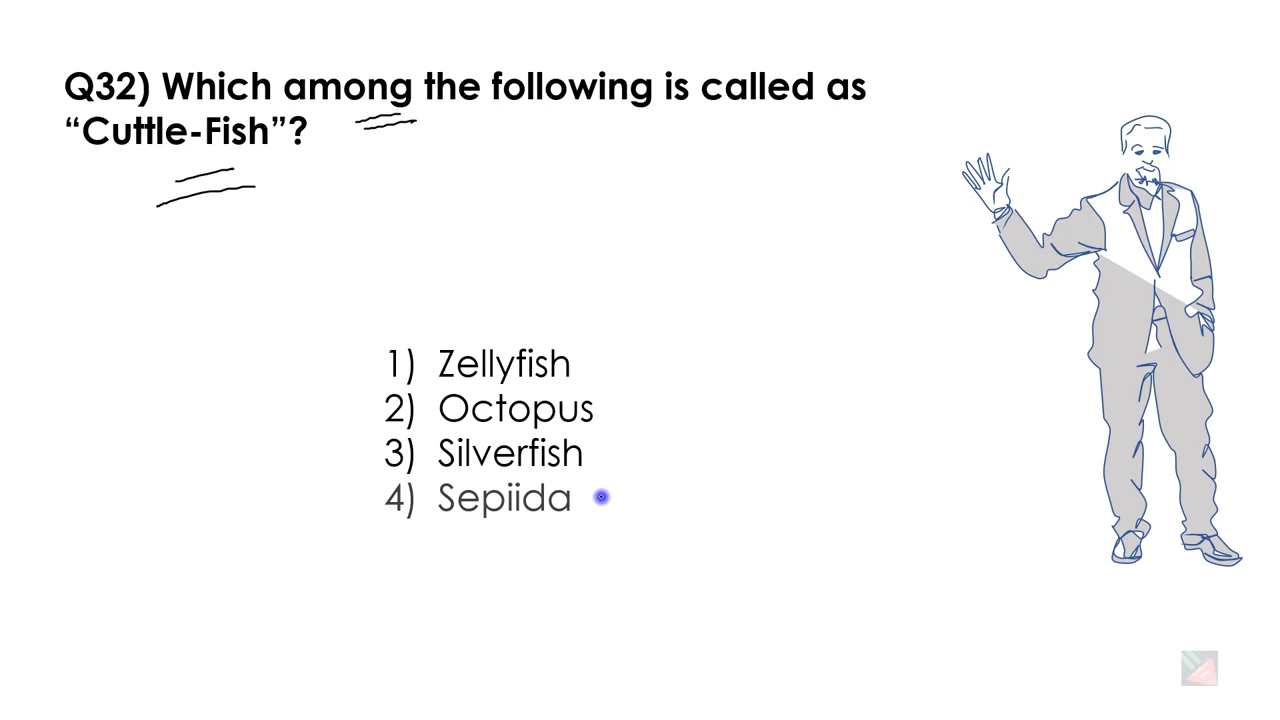 Q32) Which among the following is called as
“Cuttle-Fish”?
1) Zellyfish
2) Octopus
3) Silverfish
4) Sepiida